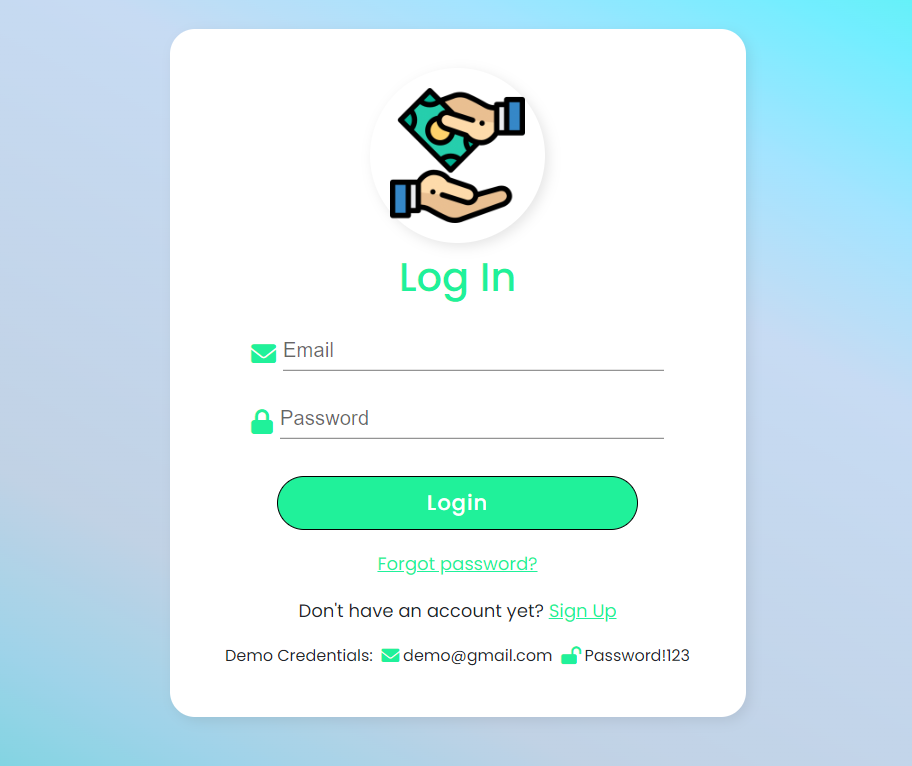 Log In
Email
Password
Login
Forgot password?
Don't have an account yet? Sign Up
Demo Credentials: demo@gmail.com Password!123